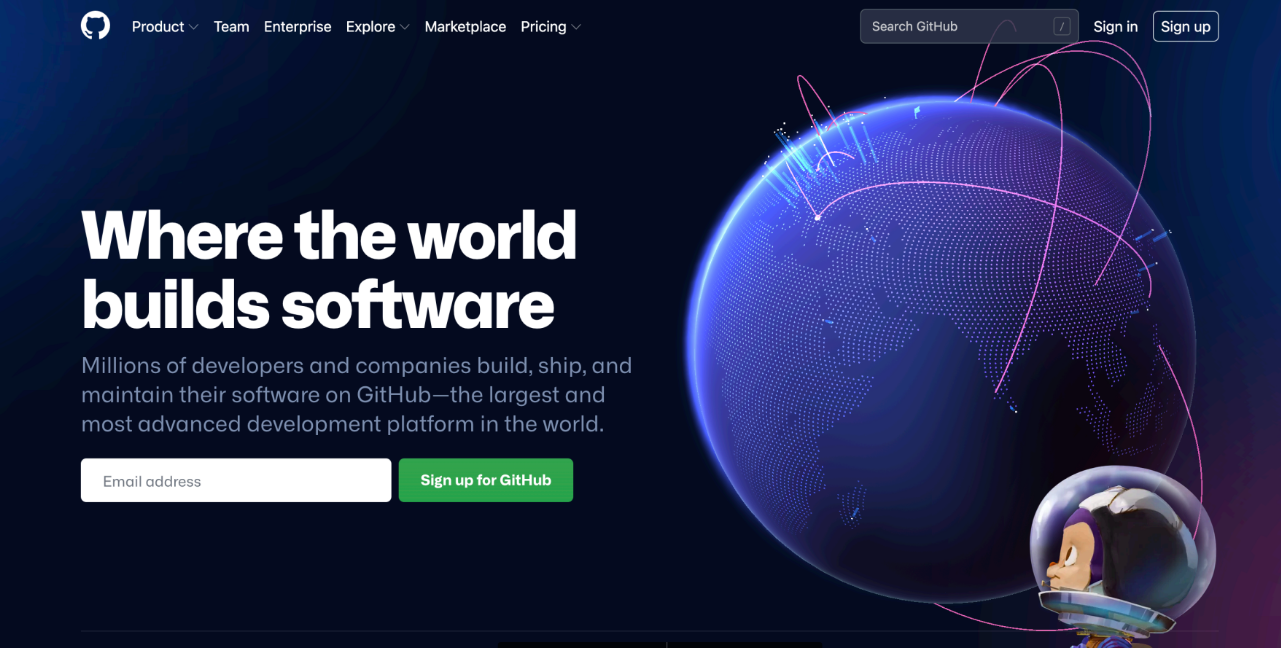 Product Team Enterprise Explore Marketplace Pricing Search GitHub / Sign in Sign up
Where the world
builds software
Millions of developers and companies build, ship, and
maintain their software on GitHub—the largest and
most advanced development platform in the world.
Email address Sign up for GitHub